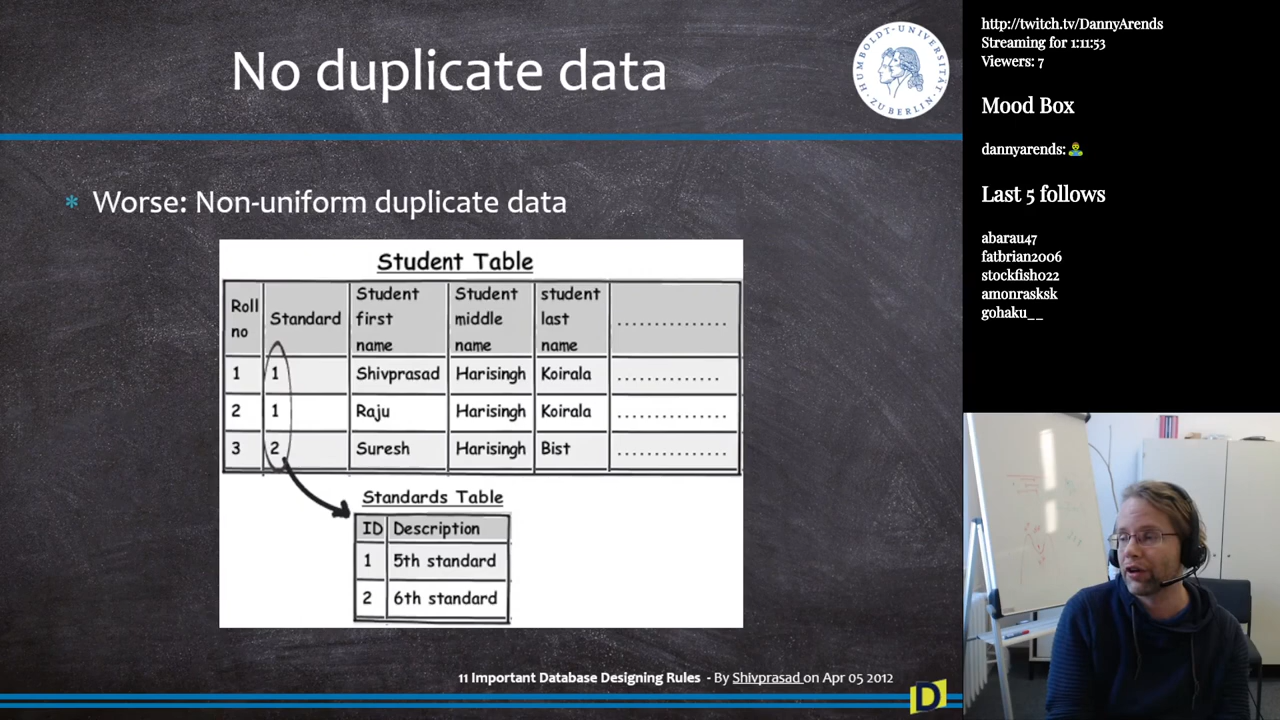 No duplicate data
HUMBOLDT-UNIVERSITÄT ZU BERLIN
* Worse: Non-uniform duplicate data
Student Table
Roll no Standard Student first name Student middle name student last name ..............
1 1 Shivprasad Harisingh Koirala .............
2 1 Raju Harisingh Koirala ..............
3 2 Suresh Harisingh Bist ..............
Standards Table
ID Description
1 5th standard
2 6th standard
11 Important Database Designing Rules - By Shivprasad on Apr 05 2012
D
http://twitch.tv/DannyArends
Streaming for 1:11:53
Viewers: 7
Mood Box
dannyarends: 🧟‍♂️
Last 5 follows
abarau47
fatbrian2006
stockfish022
amonrasksk
gohaku__